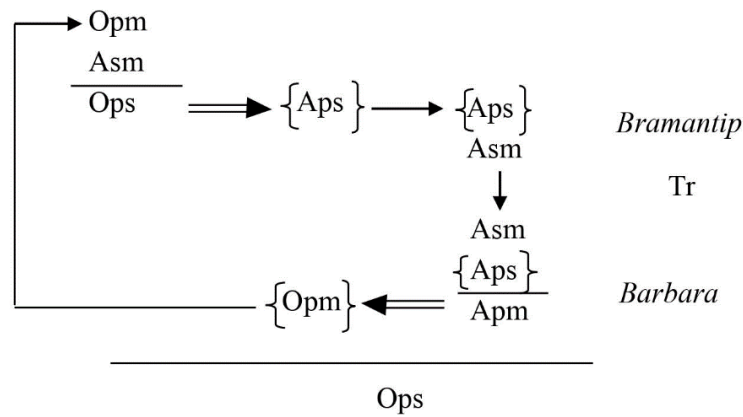 Opm
Asm
Ops {Aps} {Aps} Bramantip
Asm
Tr
Asm
{Aps}
{Opm} Apm Barbara
Ops